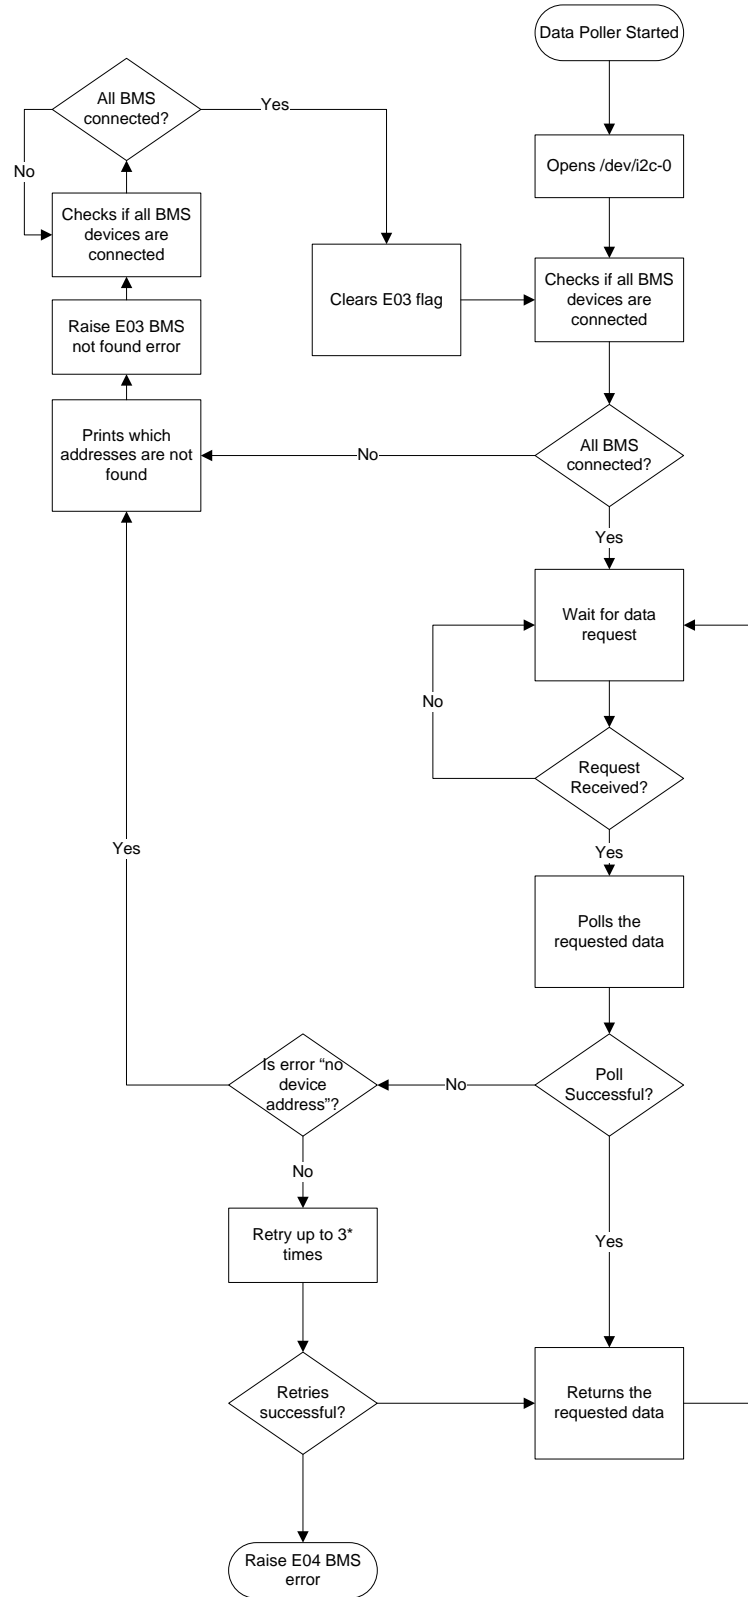 Data Poller Started
All BMS
connected?
Yes
No
Opens /dev/i2c-0
Checks if all BMS
devices are
connected
Clears E03 flag
Checks if all BMS
devices are
connected
Raise E03 BMS
not found error
Prints which
addresses are not
found
No
All BMS
connected?
Yes
Wait for data
request
No
Request
Received?
Yes
Yes
Polls the
requested data
Is error “no
device
address”?
No
Poll
Successful?
No
Retry up to 3*
times
Yes
Retries
successful?
Returns the
requested data
Raise E04 BMS
error